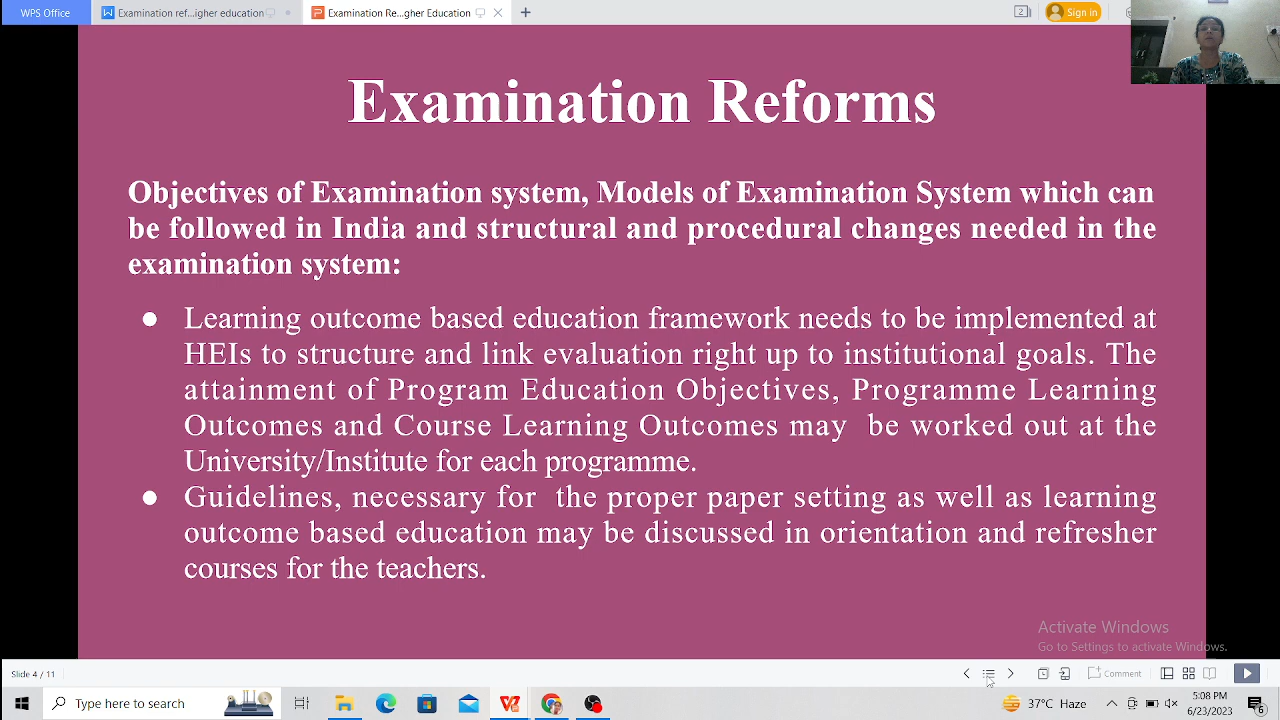 WPS Office
Examination ref...igher education
Examination Re...gher Education
2
Sign in
Examination Reforms
Objectives of Examination system, Models of Examination System which can
be followed in India and structural and procedural changes needed in the
examination system:
● Learning outcome based education framework needs to be implemented at
HEIs to structure and link evaluation right up to institutional goals. The
attainment of Program Education Objectives, Programme Learning
Outcomes and Course Learning Outcomes may be worked out at the
University/Institute for each programme.
● Guidelines, necessary for the proper paper setting as well as learning
outcome based education may be discussed in orientation and refresher
courses for the teachers.
Activate Windows
Go to Settings to activate Windows.
Slide 4 / 11
Comment
Type here to search
37°C Haze
5:08 PM
6/23/2023
6